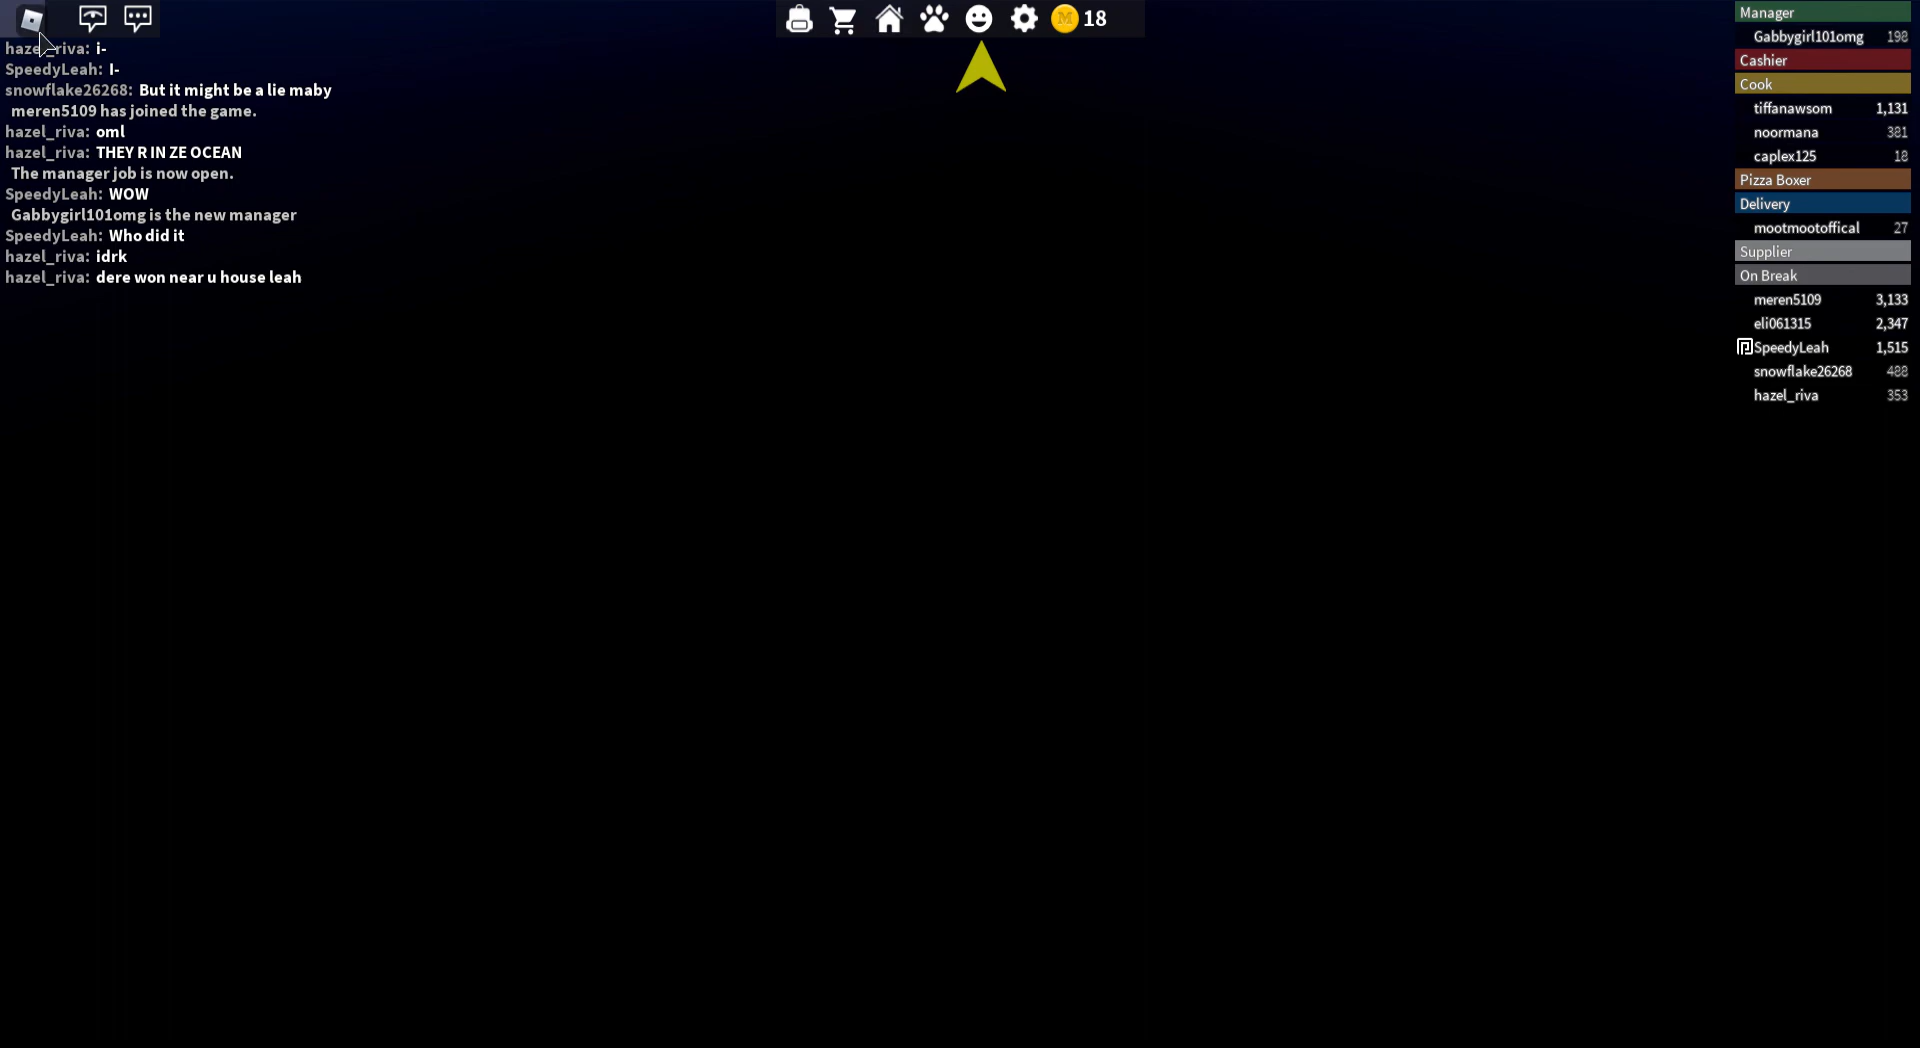 18
hazel_riva: i-
SpeedyLeah: I-
snowflake26268: But it might be a lie maby
meren5109 has joined the game.
hazel_riva: oml
hazel_riva: THEY R IN ZE OCEAN
The manager job is now open.
SpeedyLeah: WOW
Gabbygirl101omg is the new manager
SpeedyLeah: Who did it
hazel_riva: idrk
hazel_riva: dere won near u house leah
Manager
Gabbygirl101omg 198
Cashier
Cook
tiffanawsom 1,131
noormana 381
caplex125 18
Pizza Boxer
Delivery
mootmootoffical 27
Supplier
On Break
meren5109 3,133
eli061315 2,347
SpeedyLeah 1,515
snowflake26268 488
hazel_riva 353